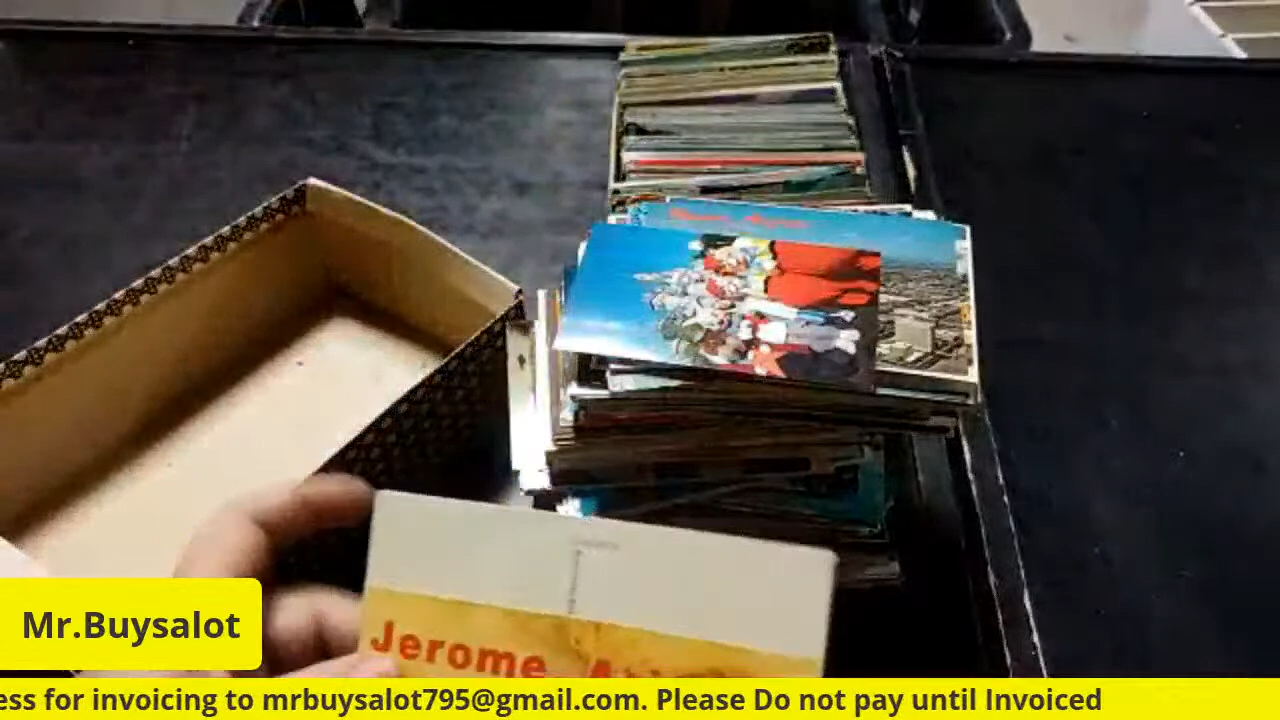 Jerome
Mr.Buysalot
ess for invoicing to mrbuysalot795@gmail.com. Please Do not pay until Invoiced